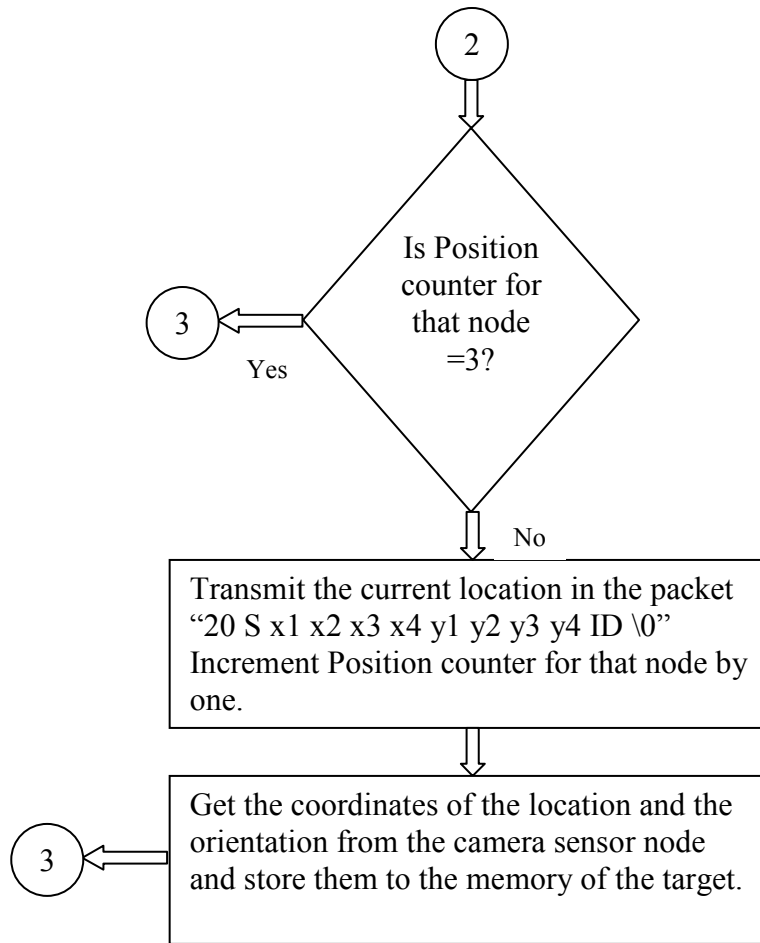 2
Is Position
counter for
that node
=3?
3
Yes
No
Transmit the current location in the packet
“20 S x1 x2 x3 x4 y1 y2 y3 y4 ID \0”
Increment Position counter for that node by
one.
Get the coordinates of the location and the
orientation from the camera sensor node
and store them to the memory of the target.
3